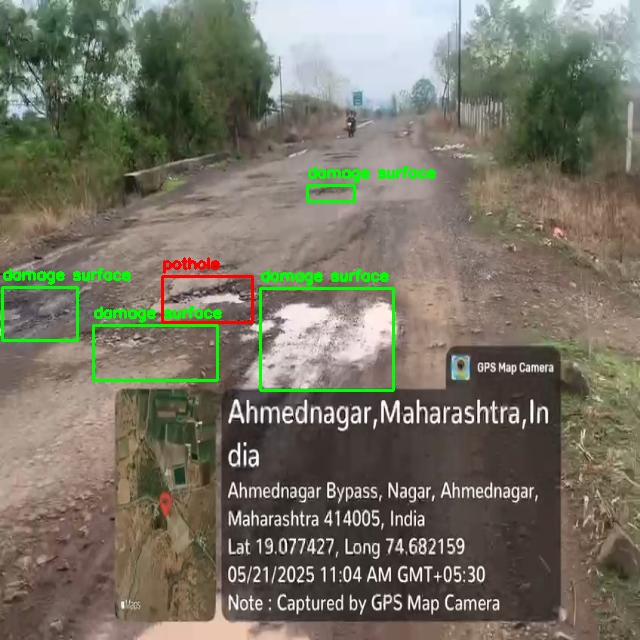 damage surface
pothole
damage surface
damage surface
damage surface
GPS Map Camera
Ahmednagar,Maharashtra,In
dia
Ahmednagar Bypass, Nagar, Ahmednagar,
Maharashtra 414005, India
Lat 19.077427, Long 74.682159
05/21/2025 11:04 AM GMT+05:30
Note : Captured by GPS Map Camera
Maps